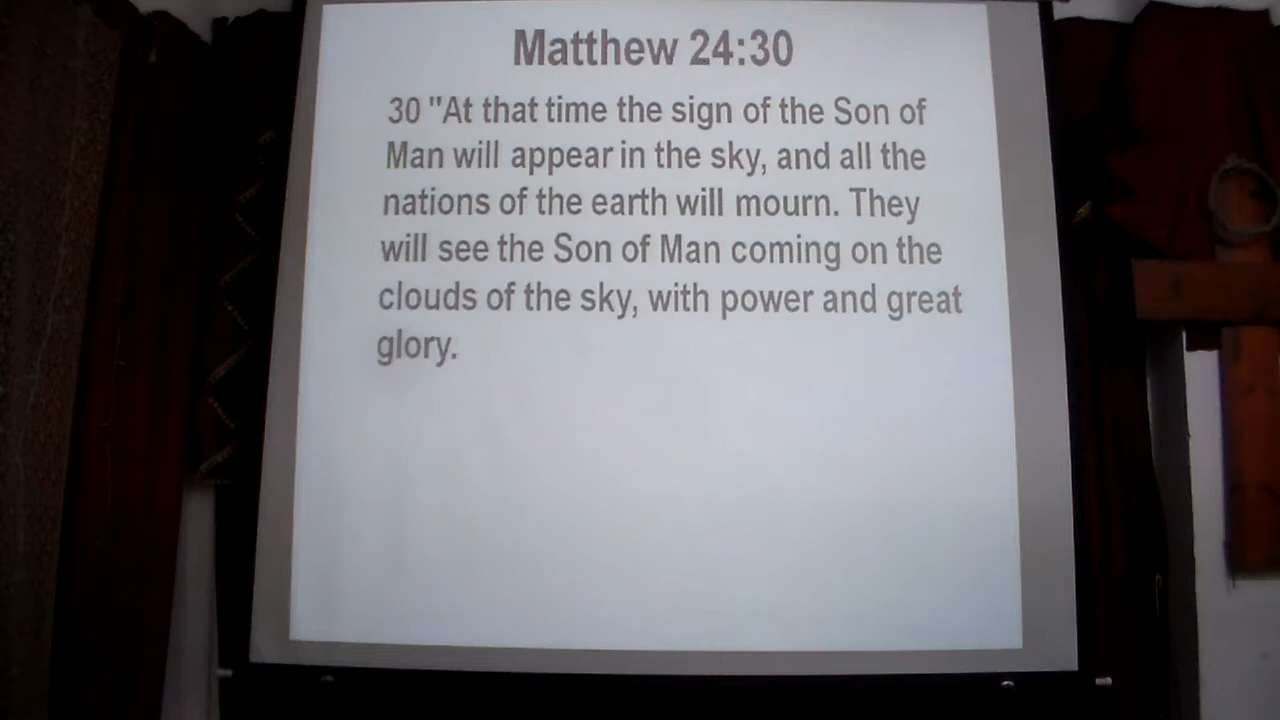 Matthew 24:30
30 "At that time the sign of the Son of
Man will appear in the sky, and all the
nations of the earth will mourn. They
will see the Son of Man coming on the
clouds of the sky, with power and great
glory.